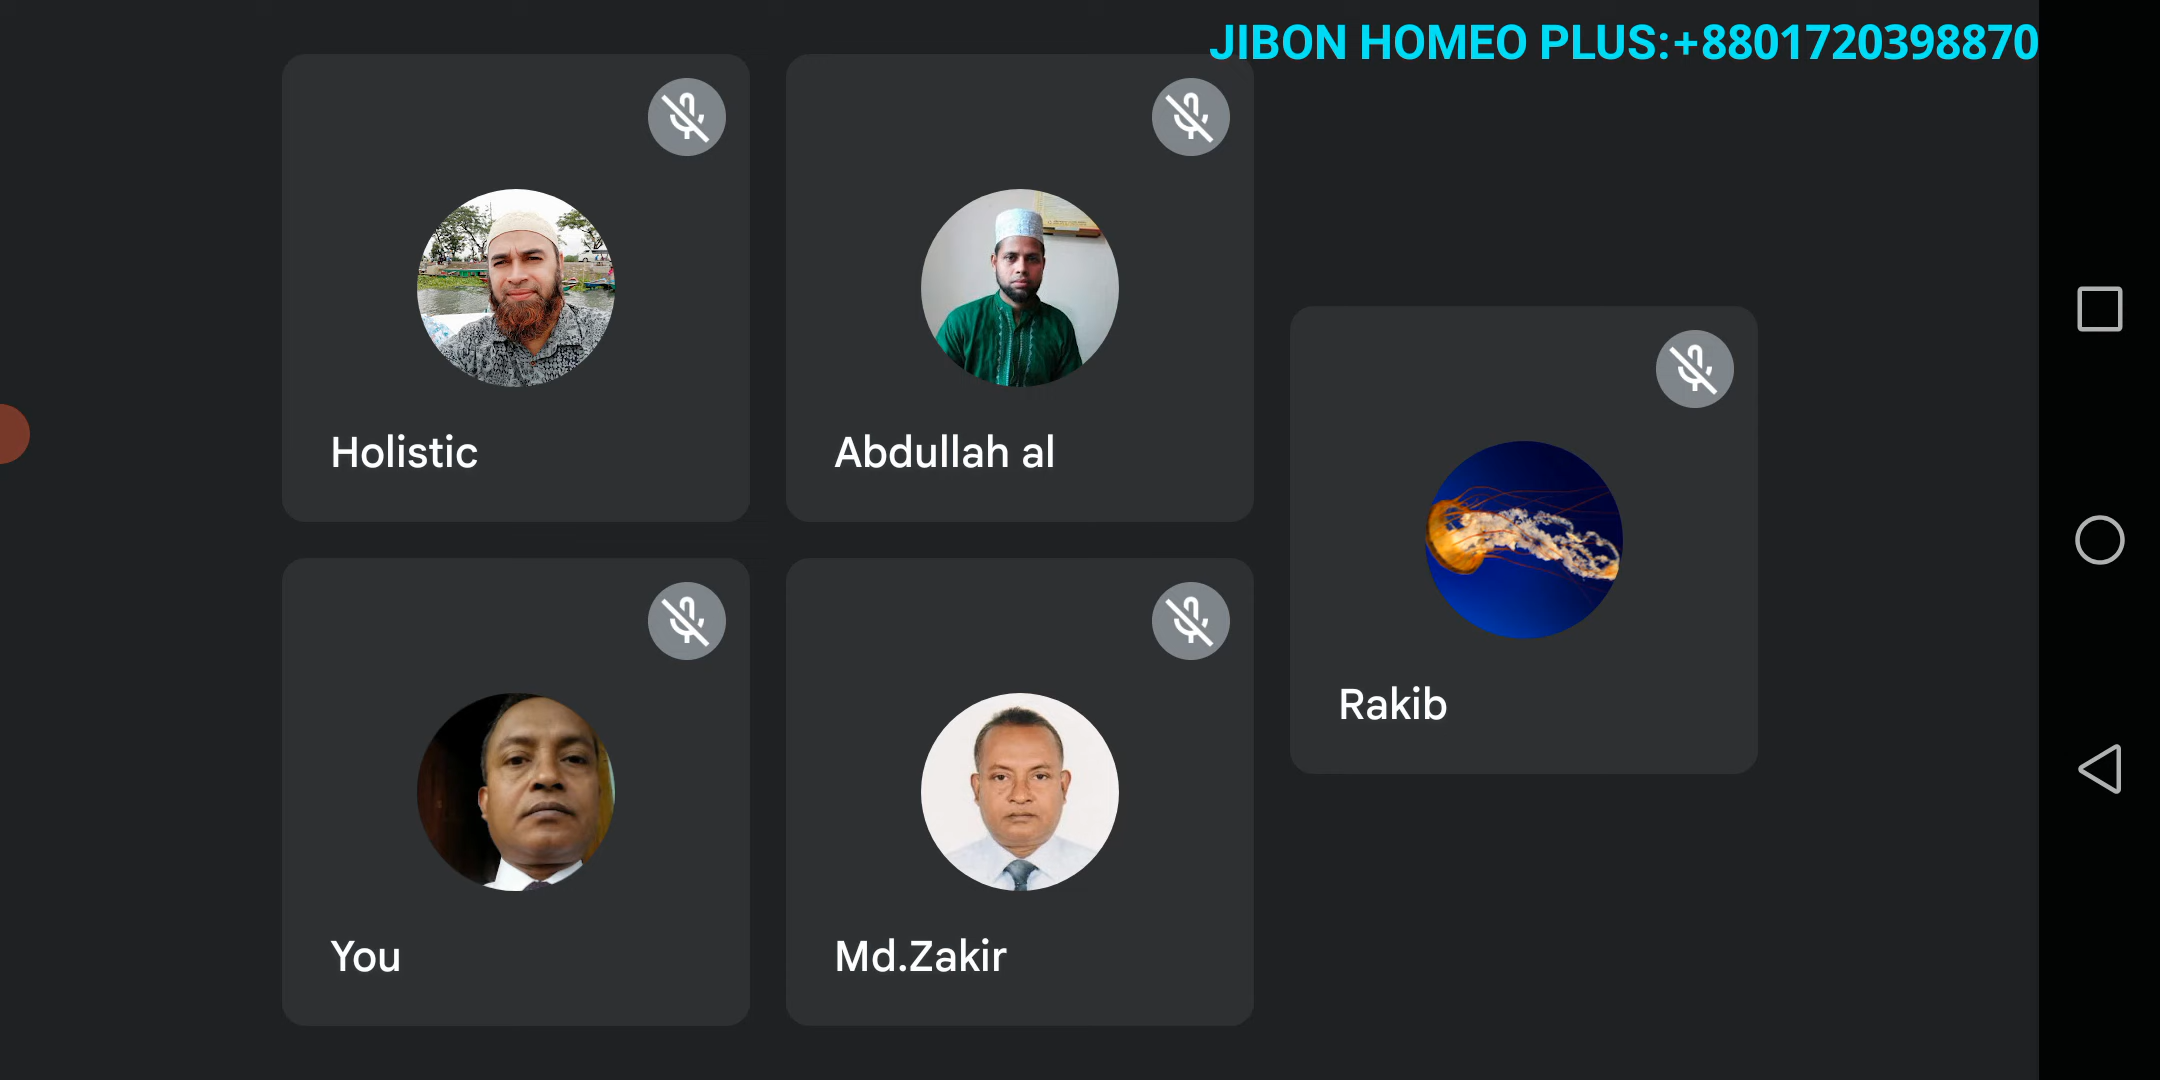 JIBON HOMEO PLUS:+8801720398870
Holistic
Abdullah al
Rakib
You
Md.Zakir